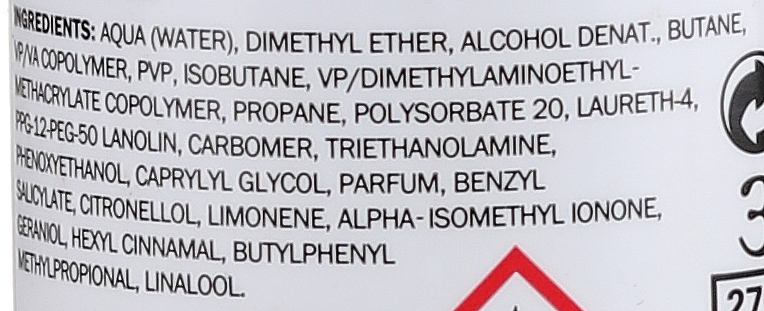 INGREDIENTS: AQUA (WATER), DIMETHYL ETHER, ALCOHOL DENAT., BUTANE,
VP/VA COPOLYMER, PVP, ISOBUTANE, VP/DIMETHYLAMINOETHYL-
METHACRYLATE COPOLYMER, PROPANE, POLYSORBATE 20, LAURETH-4,
PPG-12-PEG-50 LANOLIN, CARBOMER, TRIETHANOLAMINE,
PHENOXYETHANOL, CAPRYLYL GLYCOL, PARFUM, BENZYL
SALICYLATE, CITRONELLOL, LIMONENE, ALPHA-ISOMETHYL IONONE,
GERANIOL, HEXYL CINNAMAL, BUTYLPHENYL
METHYLPROPIONAL, LINALOOL.
3
27